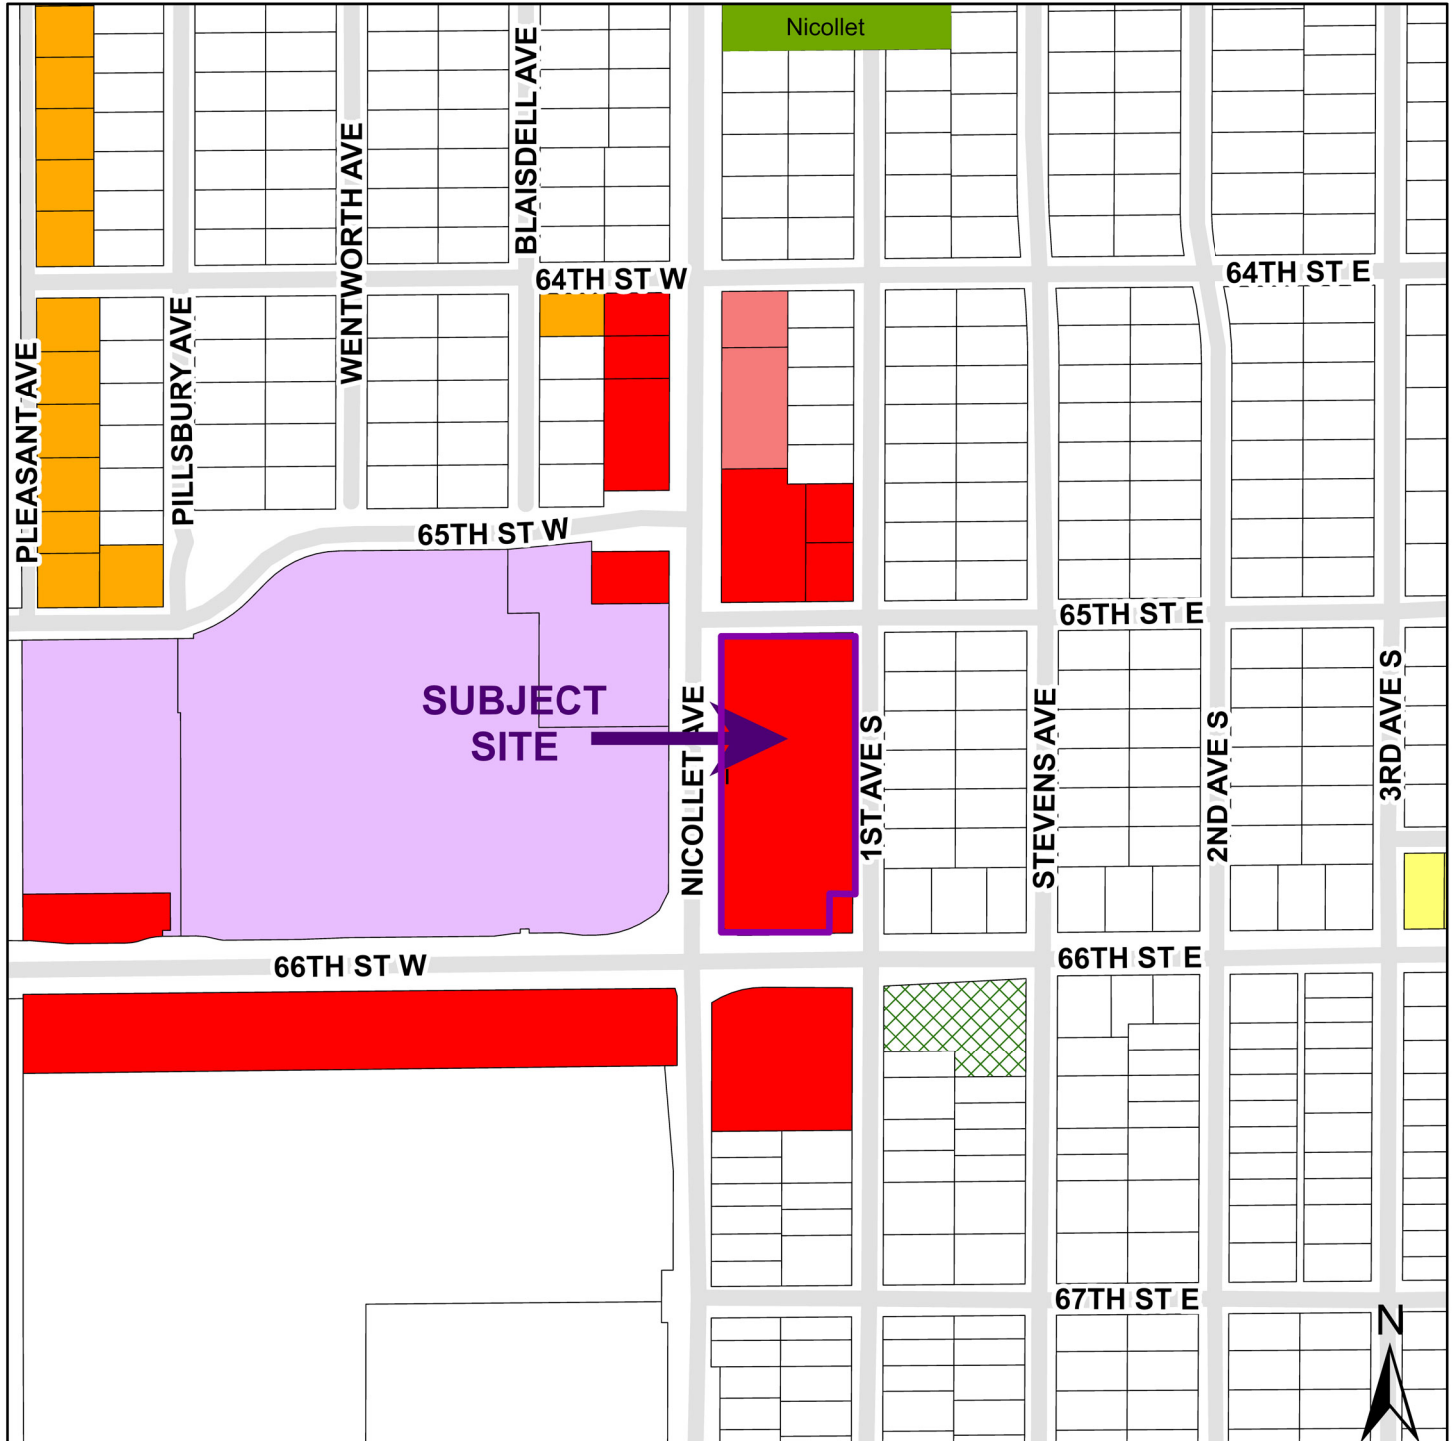 Nicollet
BLAISDELL AVE
WENTWORTH AVE
64TH ST W
64TH ST E
PILLSBURY AVE
PLEASANT AVE
65TH ST W
65TH ST E
SUBJECT
SITE
NICOLLET AVE
1ST AVE S
STEVENS AVE
2ND AVE S
3RD AVE S
66TH ST W
66TH ST E
67TH ST E
N